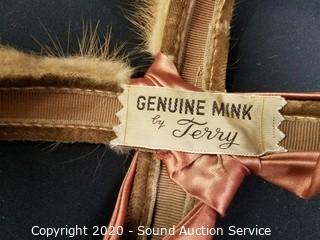 GENUINE MINK
by Terry
Copyright 2020 - Sound Auction Service